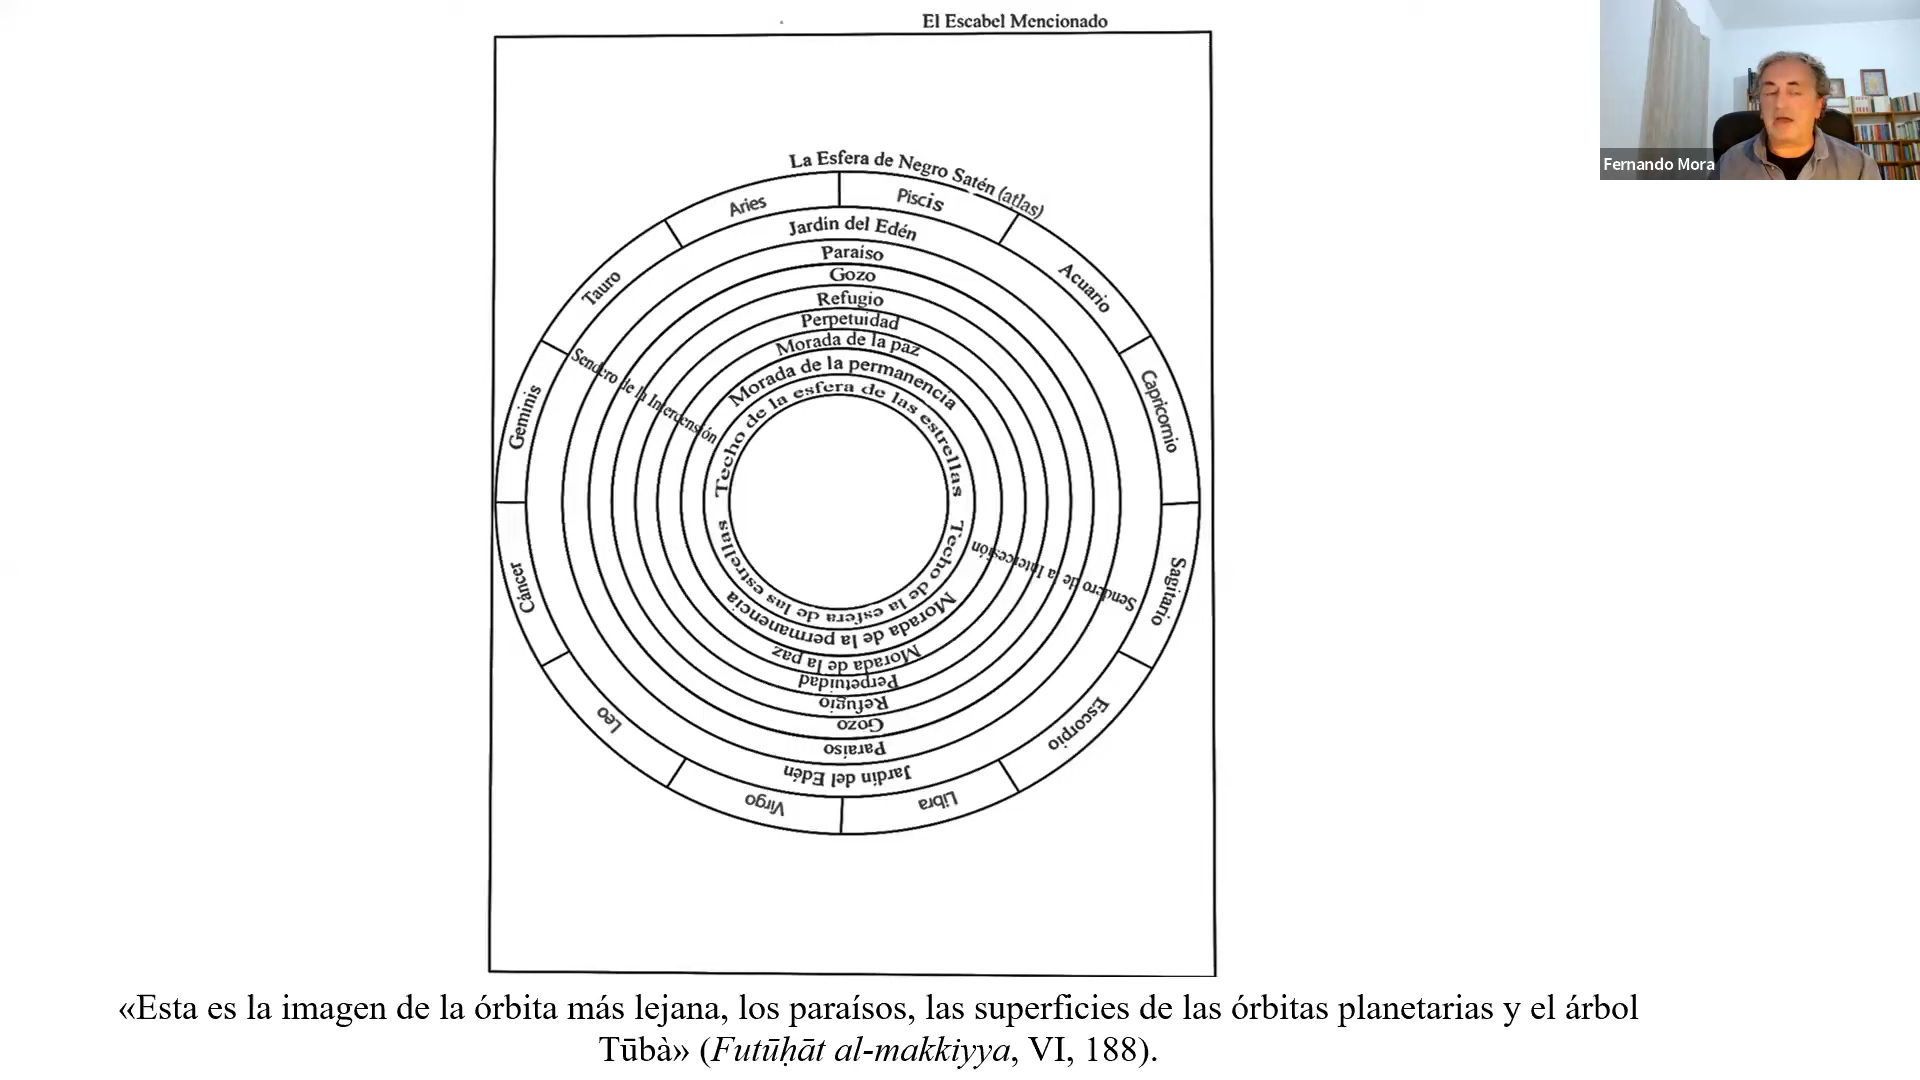 El Escabel Mencionado
Fernando Mora
La Esfera de Negro Satén (atlas)
Aries
Piscis
Acuario
Capricornio
Sagitario
Escorpio
Libra
Virgo
Leo
Cáncer
Geminis
Tauro
Jardín del Edén
Paraíso
Gozo
Refugio
Perpetuidad
Morada de la paz
Morada de la permanencia
Techo de la esfera de las estrellas
Sendero de la Intercensión
Sendero de la Intercesión
Techo de la esfera de las estrellas
Morada de la permanencia
Morada de la paz
Perpetuidad
Refugio
Gozo
Paraíso
Jardín del Edén
«Esta es la imagen de la órbita más lejana, los paraísos, las superficies de las órbitas planetarias y el árbol
Tūbà» (Futūḥāt al-makkiyya, VI, 188).